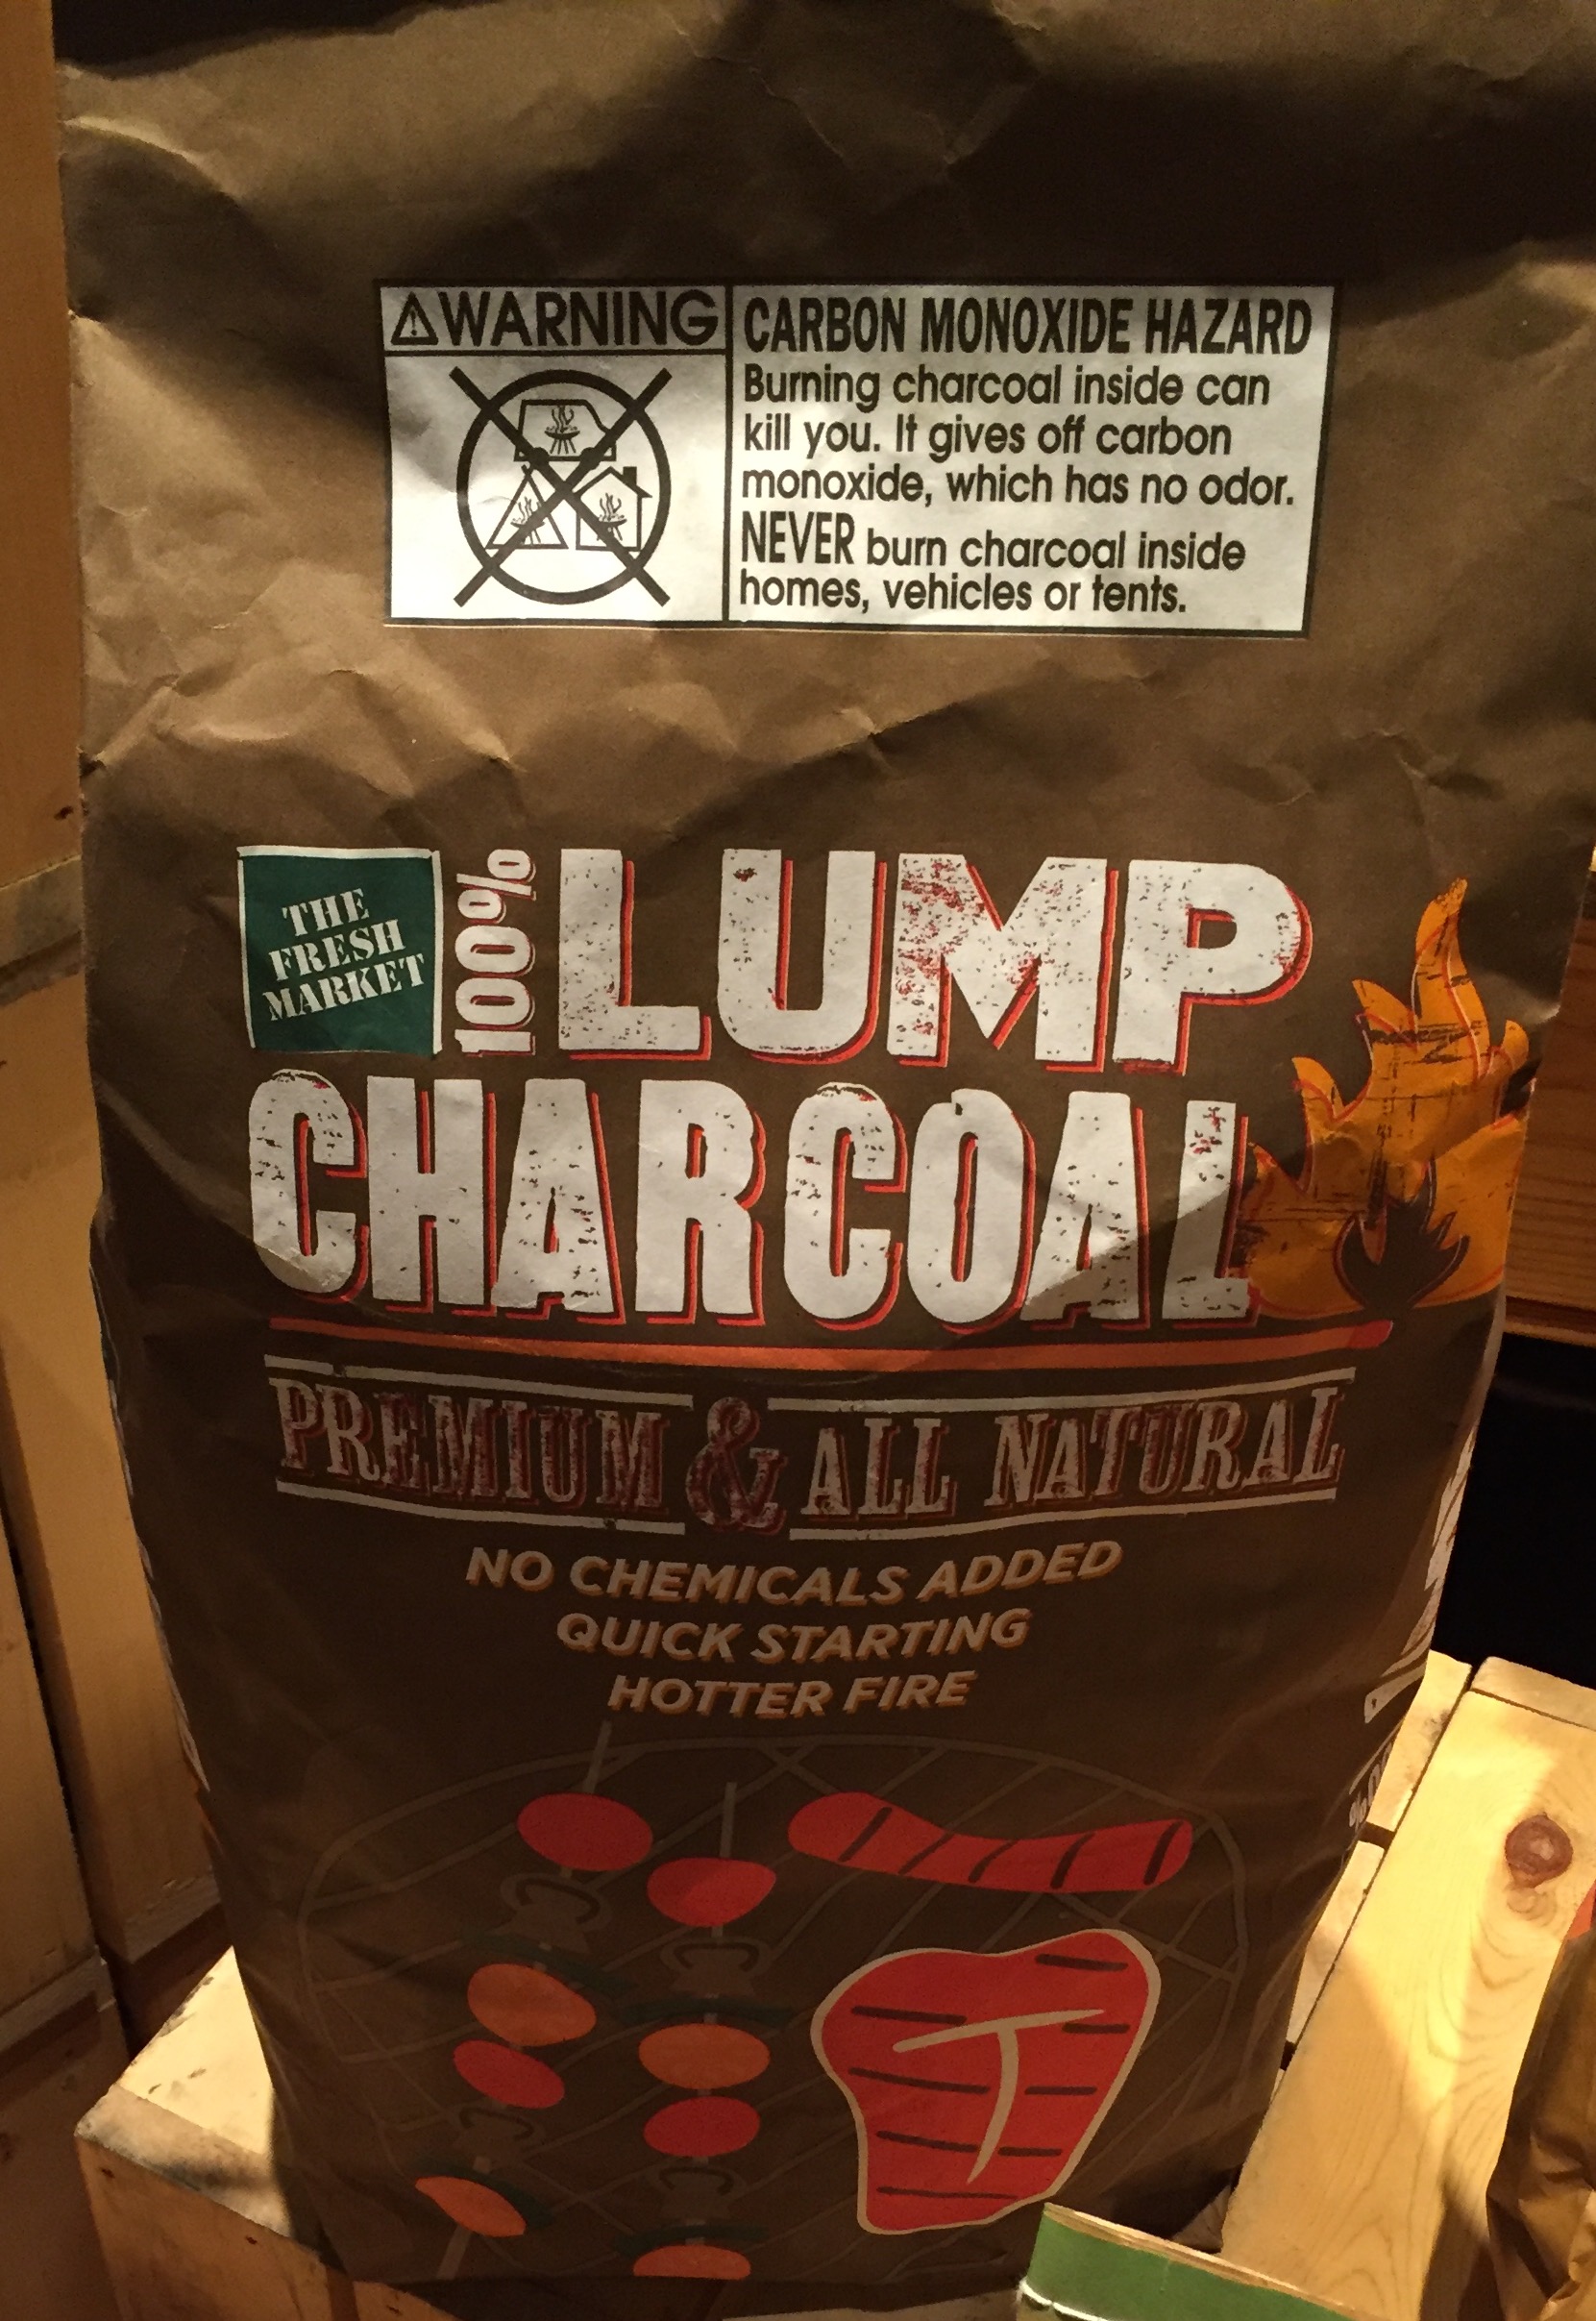 WARNING
CARBON MONOXIDE HAZARD
Burning charcoal inside can
kill you. It gives off carbon
monoxide, which has no odor.
NEVER burn charcoal inside
homes, vehicles or tents.
THE
FRESH
MARKET
100%
LUMP
CHARCOAL
PREMIUM & ALL NATURAL
NO CHEMICALS ADDED
QUICK STARTING
HOTTER FIRE